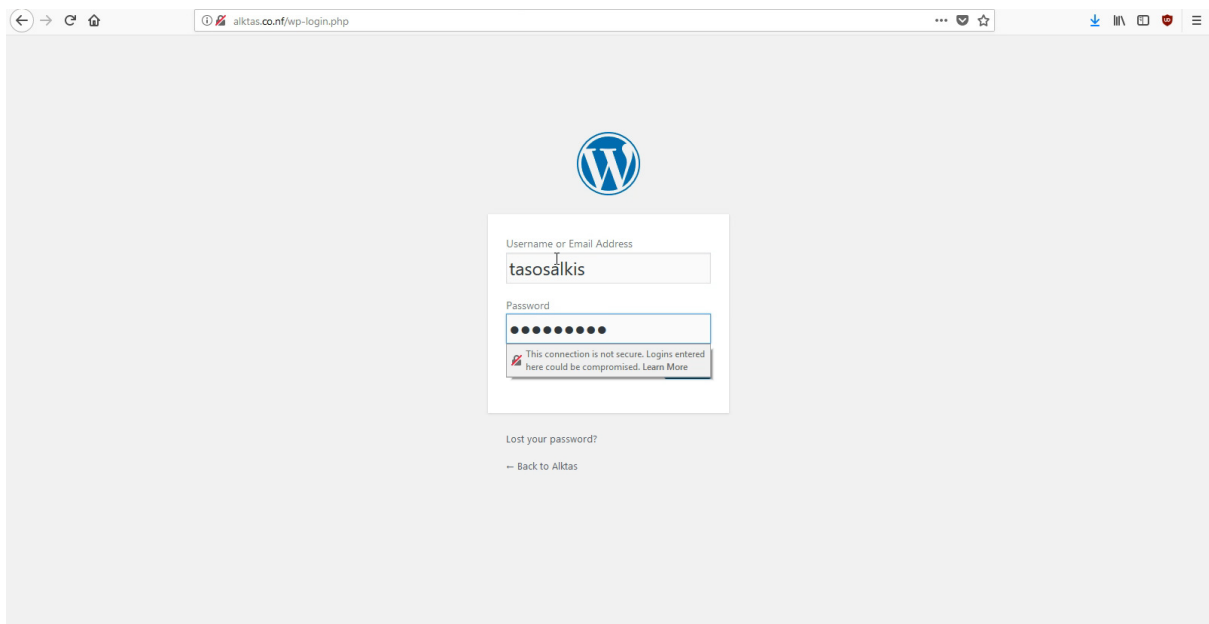 alktas.co.nf/wp-login.php
Username or Email Address
tasosalkis
Password
This connection is not secure. Logins entered
here could be compromised. Learn More
Lost your password?
← Back to Alktas